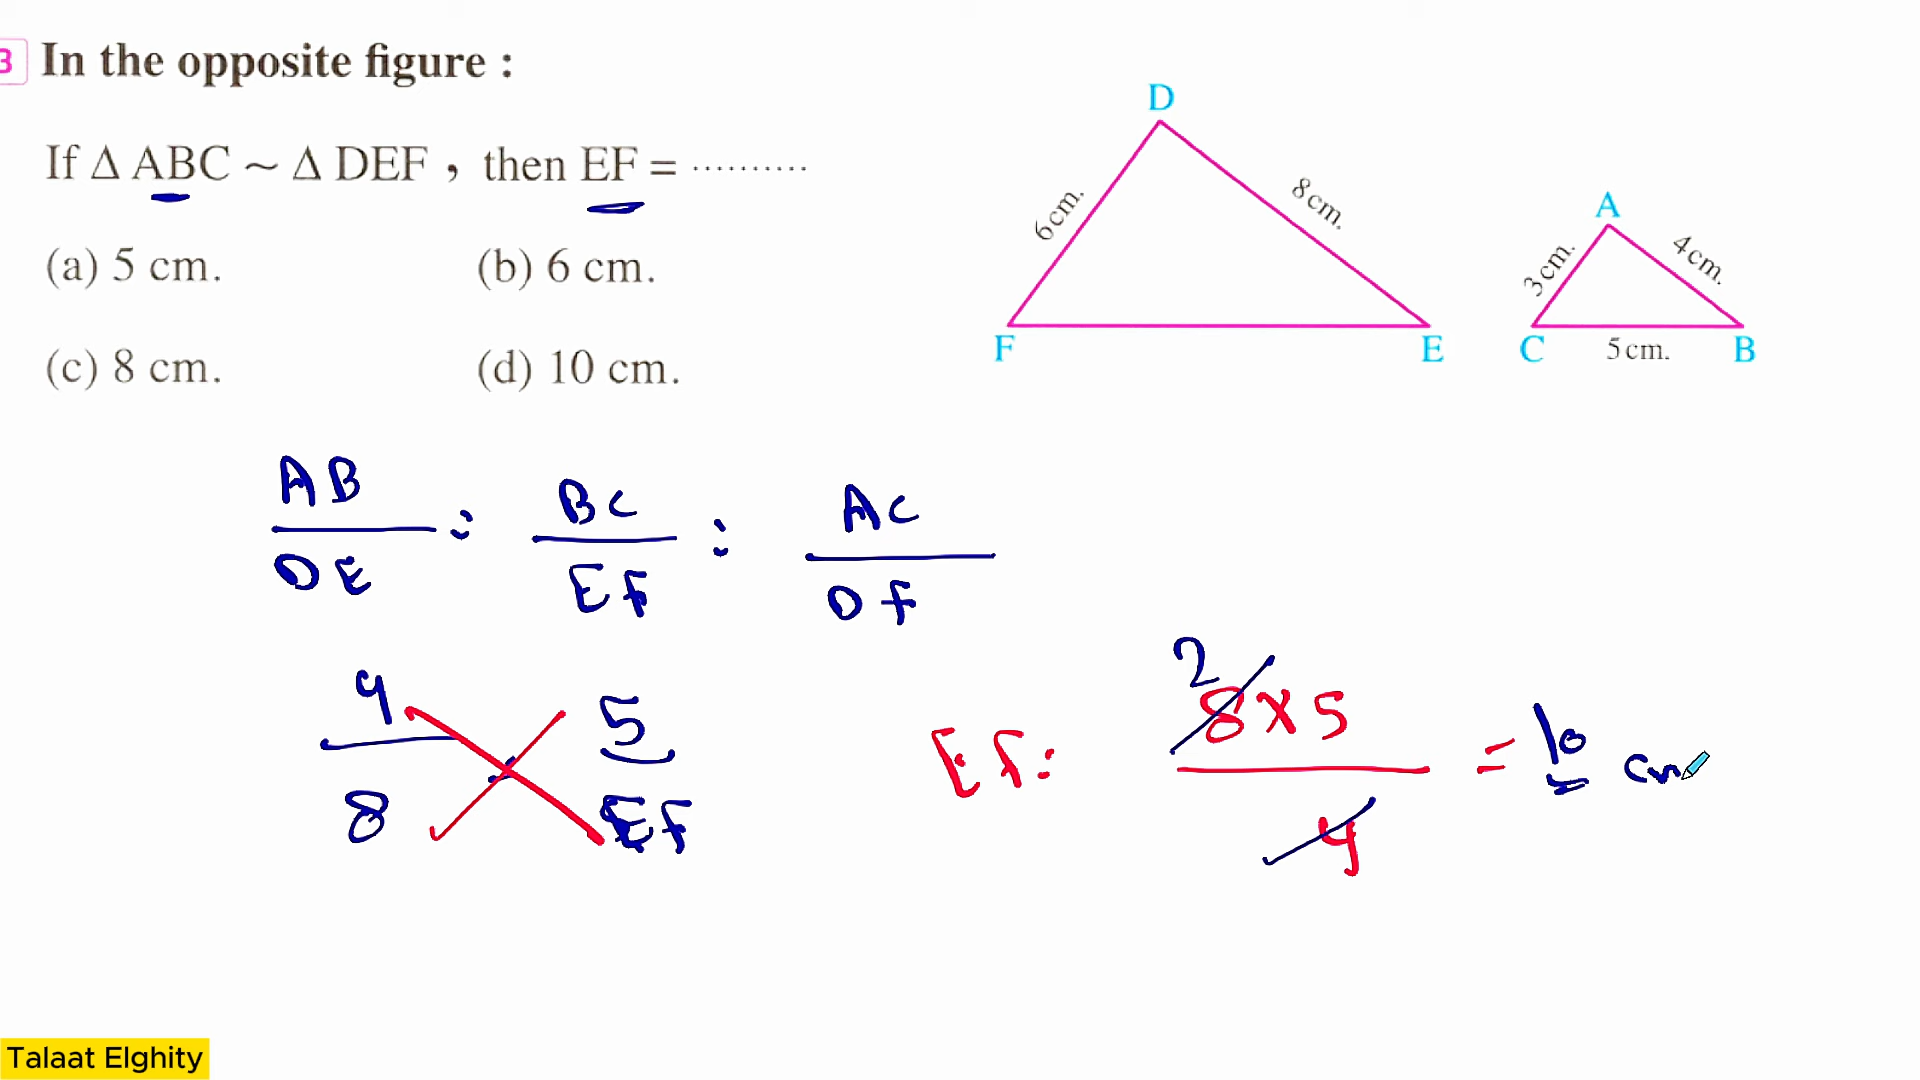 3 In the opposite figure :
If Δ ABC ~ Δ DEF , then EF = ··········
(a) 5 cm.
(b) 6 cm.
(c) 8 cm.
(d) 10 cm.
D
6cm.
8cm.
F
E
A
3cm.
4cm.
C
5cm.
B
AB/DE = BC/EF = AC/DF
4/8 = 5/EF
EF = 8×5/4 = 10 cm
2
Talaat Elghity